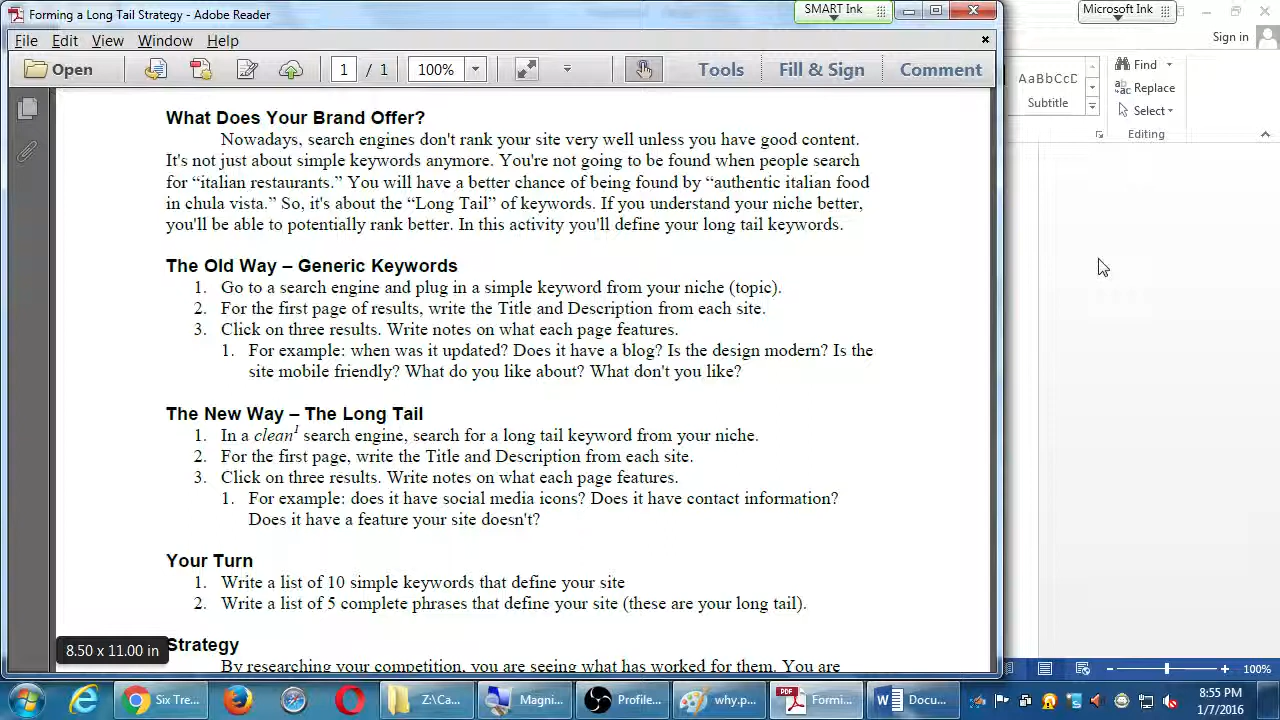 Forming a Long Tail Strategy - Adobe Reader
SMART Ink
Microsoft Ink
File Edit View Window Help
Sign in
Open
1 / 1
100%
Tools
Fill & Sign
Comment
AaBbCcD
Subtitle
Find
Replace
Select
Editing
What Does Your Brand Offer?
Nowadays, search engines don't rank your site very well unless you have good content.
It's not just about simple keywords anymore. You're not going to be found when people search
for “italian restaurants.” You will have a better chance of being found by “authentic italian food
in chula vista.” So, it's about the “Long Tail” of keywords. If you understand your niche better,
you'll be able to potentially rank better. In this activity you'll define your long tail keywords.
The Old Way – Generic Keywords
1. Go to a search engine and plug in a simple keyword from your niche (topic).
2. For the first page of results, write the Title and Description from each site.
3. Click on three results. Write notes on what each page features.
1. For example: when was it updated? Does it have a blog? Is the design modern? Is the
site mobile friendly? What do you like about? What don't you like?
The New Way – The Long Tail
1. In a clean1 search engine, search for a long tail keyword from your niche.
2. For the first page, write the Title and Description from each site.
3. Click on three results. Write notes on what each page features.
1. For example: does it have social media icons? Does it have contact information?
Does it have a feature your site doesn't?
Your Turn
1. Write a list of 10 simple keywords that define your site
2. Write a list of 5 complete phrases that define your site (these are your long tail).
Strategy
By researching your competition, you are seeing what has worked for them. You are
8.50 x 11.00 in
100%
Six Tre...
Z:\Ca...
Magni...
Profile...
why.p...
Formi...
Docu...
8:55 PM
1/7/2016